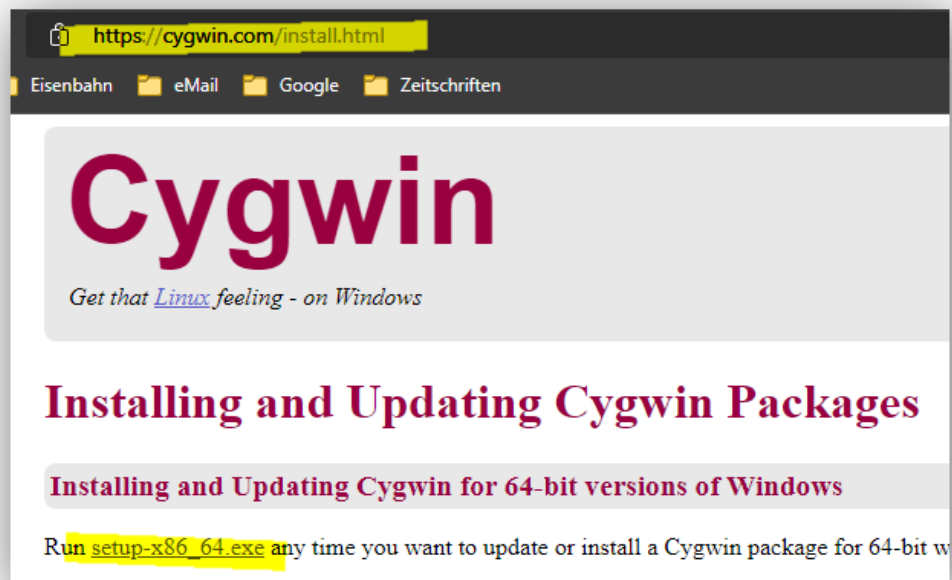 https://cygwin.com/install.html
Eisenbahn eMail Google Zeitschriften
Cygwin
Get that Linux feeling - on Windows
Installing and Updating Cygwin Packages
Installing and Updating Cygwin for 64-bit versions of Windows
Run setup-x86_64.exe any time you want to update or install a Cygwin package for 64-bit